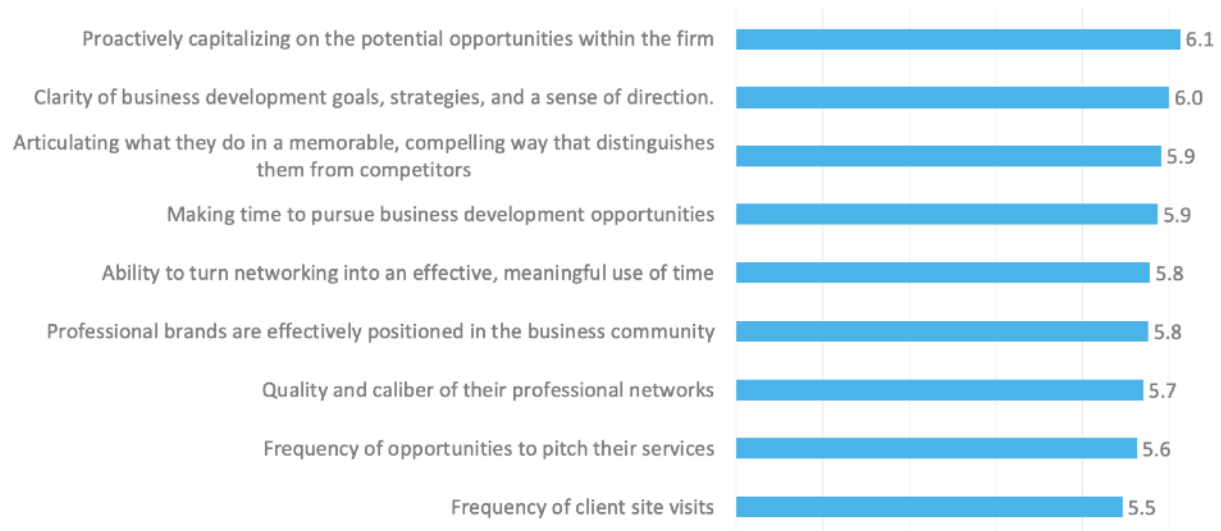 Proactively capitalizing on the potential opportunities within the firm 6.1
Clarity of business development goals, strategies, and a sense of direction. 6.0
Articulating what they do in a memorable, compelling way that distinguishes
them from competitors 5.9
Making time to pursue business development opportunities 5.9
Ability to turn networking into an effective, meaningful use of time 5.8
Professional brands are effectively positioned in the business community 5.8
Quality and caliber of their professional networks 5.7
Frequency of opportunities to pitch their services 5.6
Frequency of client site visits 5.5